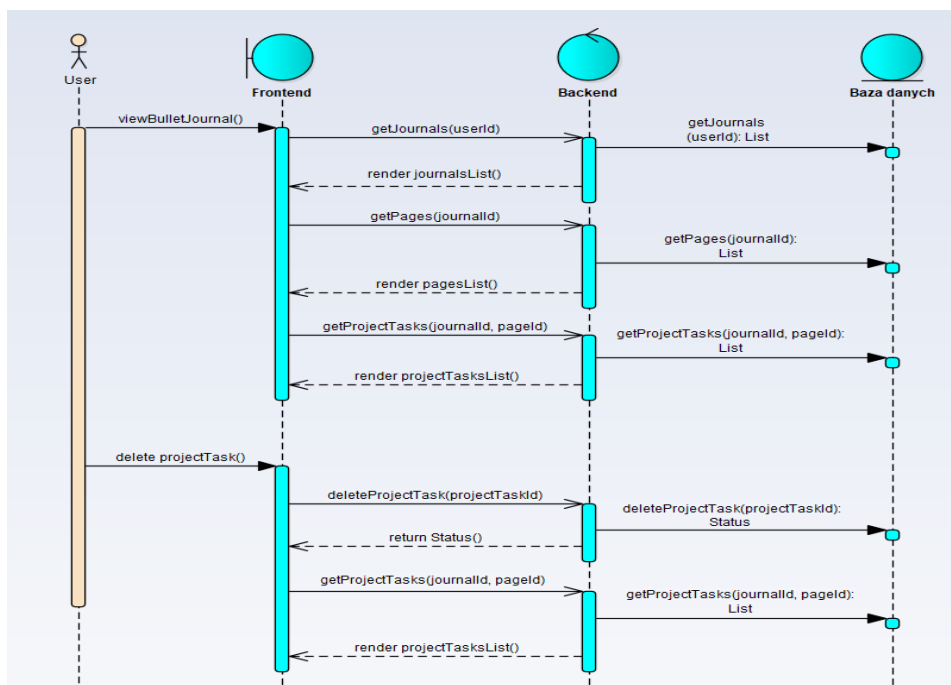 User
Frontend
Backend
Baza danych
viewBulletJournal()
getJournals(userId)
getJournals
(userId): List
render journalsList()
getPages(journalId)
getPages(journalId):
List
render pagesList()
getProjectTasks(journalId, pageId)
getProjectTasks(journalId, pageId):
List
render projectTasksList()
delete projectTask()
deleteProjectTask(projectTaskId)
deleteProjectTask(projectTaskId):
Status
return Status()
getProjectTasks(journalId, pageId)
getProjectTasks(journalId, pageId):
List
render projectTasksList()